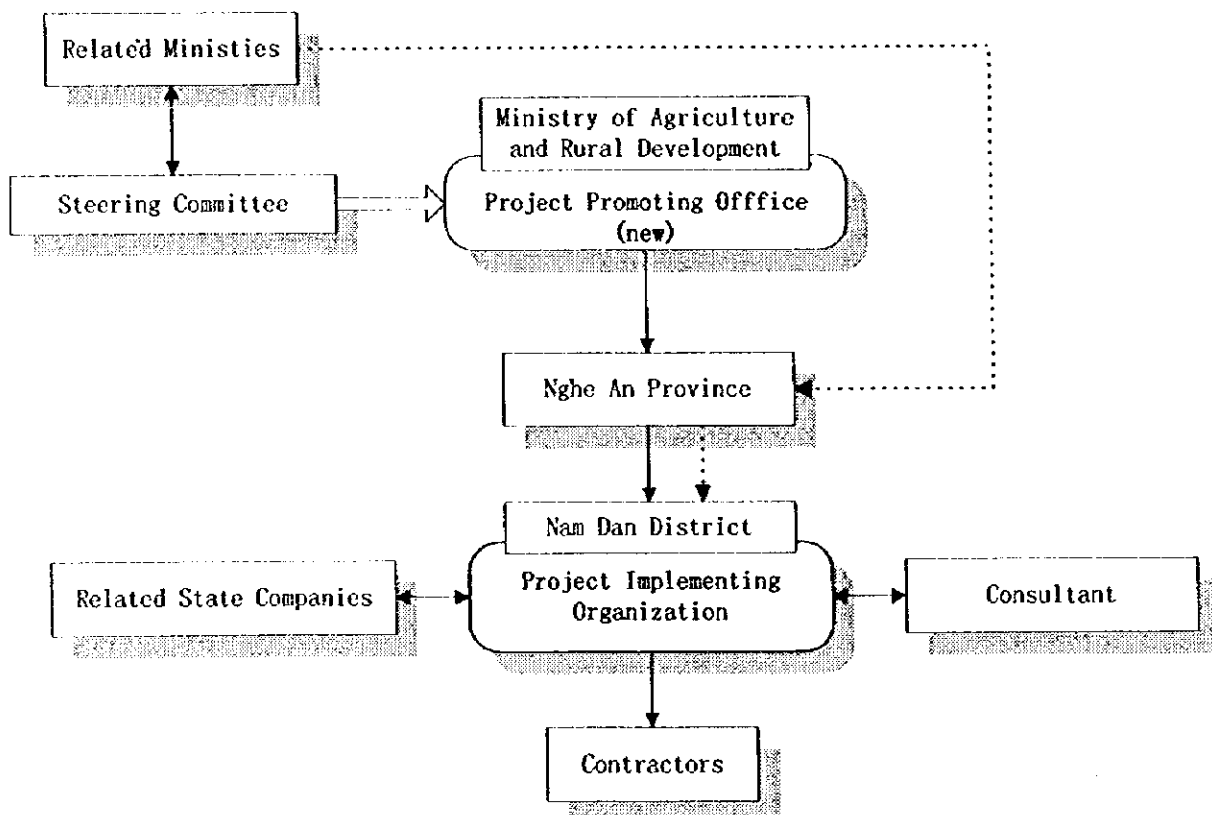 Related Ministies
Ministry of Agriculture
and Rural Development
Steering Committee
Project Promoting Offfice
(new)
Nghe An Province
Nam Dan District
Project Implementing
Organization
Related State Companies
Consultant
Contractors